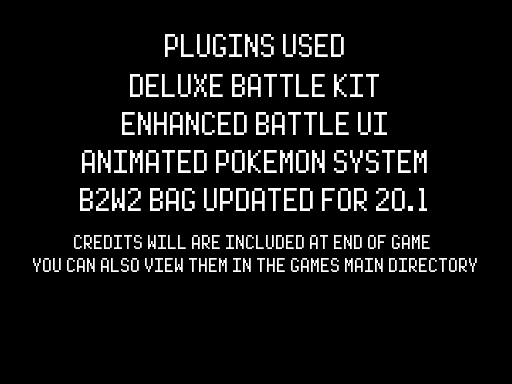 PLUGINS USED
DELUXE BATTLE KIT
ENHANCED BATTLE UI
ANIMATED POKEMON SYSTEM
B2W2 BAG UPDATED FOR 20.1
CREDITS WILL ARE INCLUDED AT END OF GAME
YOU CAN ALSO VIEW THEM IN THE GAMES MAIN DIRECTORY